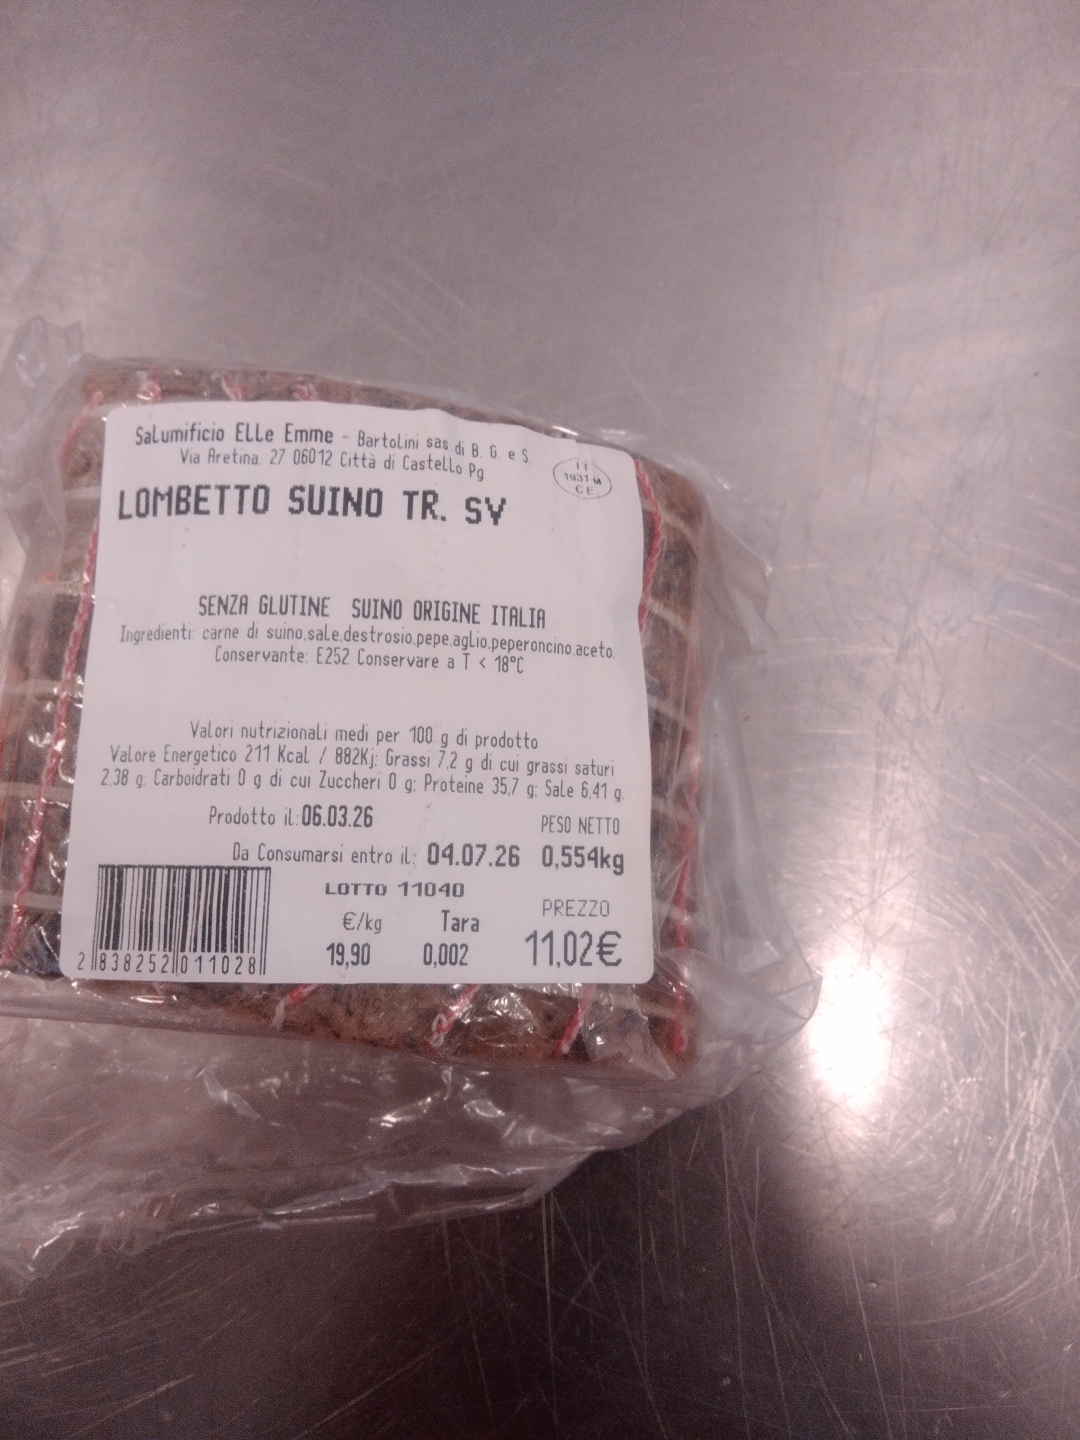 Salumificio Elle Emme - Bartolini sas di B. G. e S.
Via Aretina. 27 06012 Città di Castello Pg
IT
1931 M
CE
LOMBETTO SUINO TR. SV
SENZA GLUTINE SUINO ORIGINE ITALIA
Ingredienti: carne di suino,sale,destrosio,pepe,aglio,peperoncino,aceto.
Conservante: E252 Conservare a T < 18°C
Valori nutrizionali medi per 100 g di prodotto
Valore Energetico 211 Kcal / 882Kj; Grassi 7,2 g di cui grassi saturi
2,38 g; Carboidrati 0 g di cui Zuccheri 0 g; Proteine 35,7 g; Sale 6,41 g.
Prodotto il: 06.03.26
PESO NETTO
Da Consumarsi entro il: 04.07.26 0,554kg
LOTTO 11040
PREZZO
€/kg Tara
19,90 0,002 11,02€
2 838252 011028